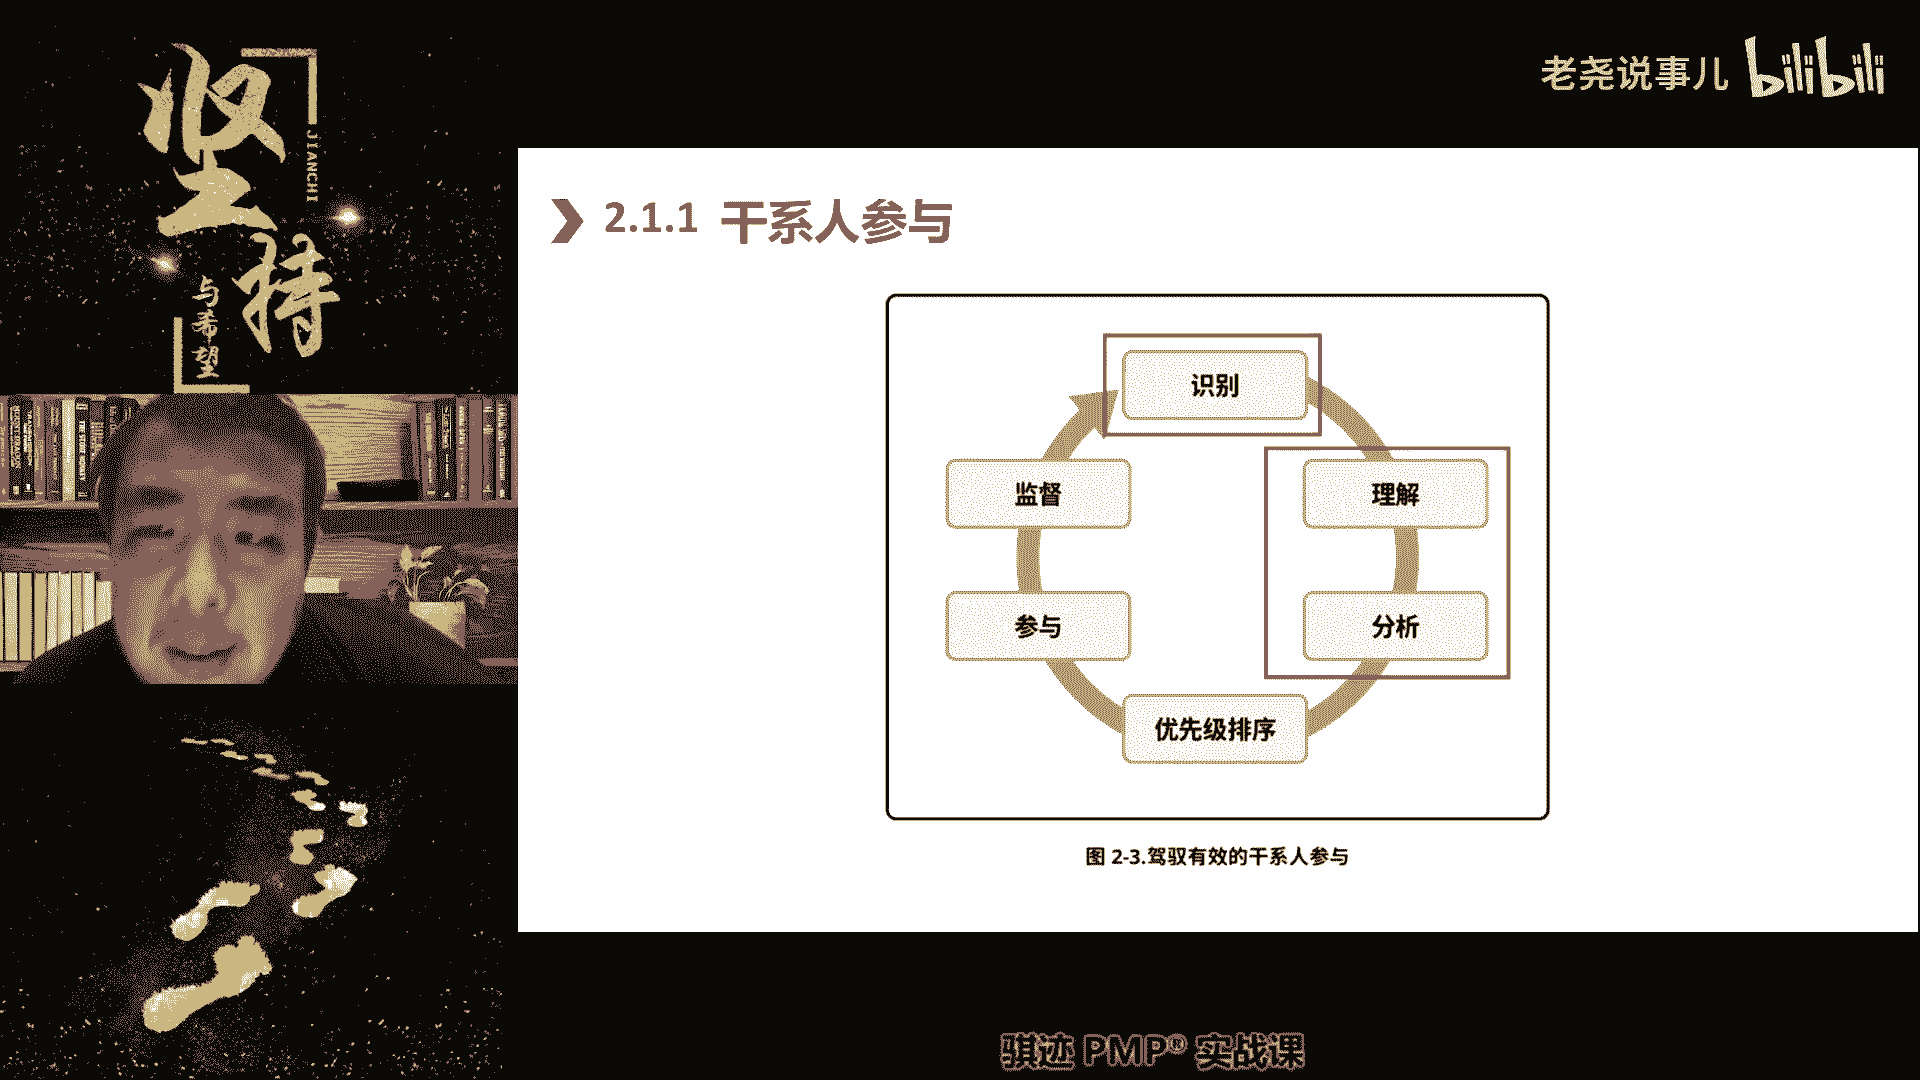 坚持
JIANCHI
与希望
老尧说事儿 bilibili
2.1.1 干系人参与
识别
理解
分析
优先级排序
参与
监督
图 2-3.驾驭有效的干系人参与
骐迹 PMP® 实战课